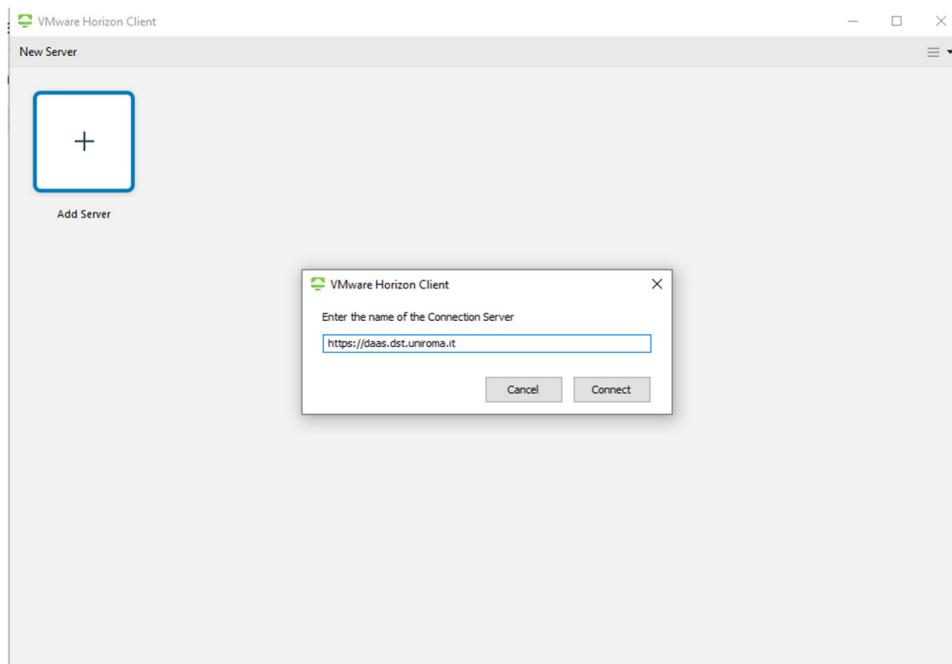 VMware Horizon Client
New Server
Add Server
VMware Horizon Client
Enter the name of the Connection Server
https://daas.dst.uniroma.it
Cancel Connect